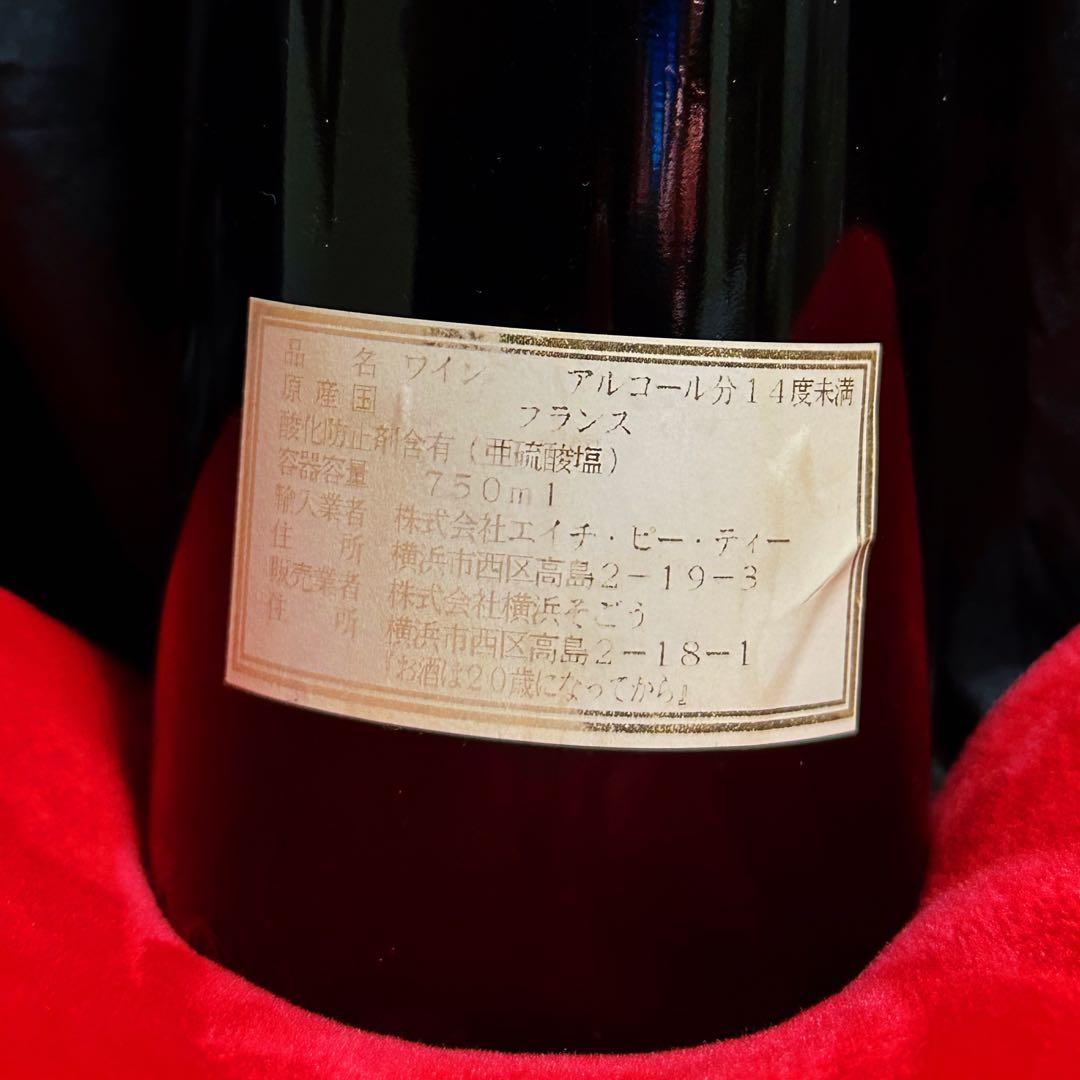 品　名 ワイン　アルコール分14度未満
原産国　フランス
酸化防止剤含有（亜硫酸塩）
容器容量　750ml
輸入業者　株式会社エイチ・ピー・ティー
住　所　横浜市西区高島2-19-3
販売業者　株式会社横浜そごう
住　所　横浜市西区高島2-18-1
『お酒は20歳になってから』